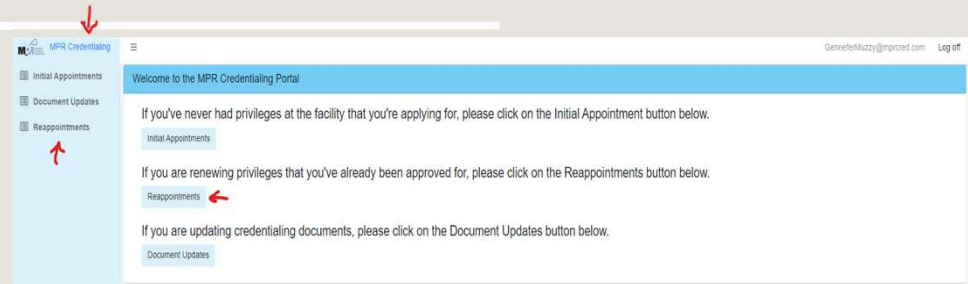 MPR Credentialing
GenneferMuzzy@mprcred.com Log off
Initial Appointments
Document Updates
Reappointments
Welcome to the MPR Credentialing Portal
If you've never had privileges at the facility that you're applying for, please click on the Initial Appointment button below.
Initial Appointments
If you are renewing privileges that you've already been approved for, please click on the Reappointments button below.
Reappointments
If you are updating credentialing documents, please click on the Document Updates button below.
Document Updates